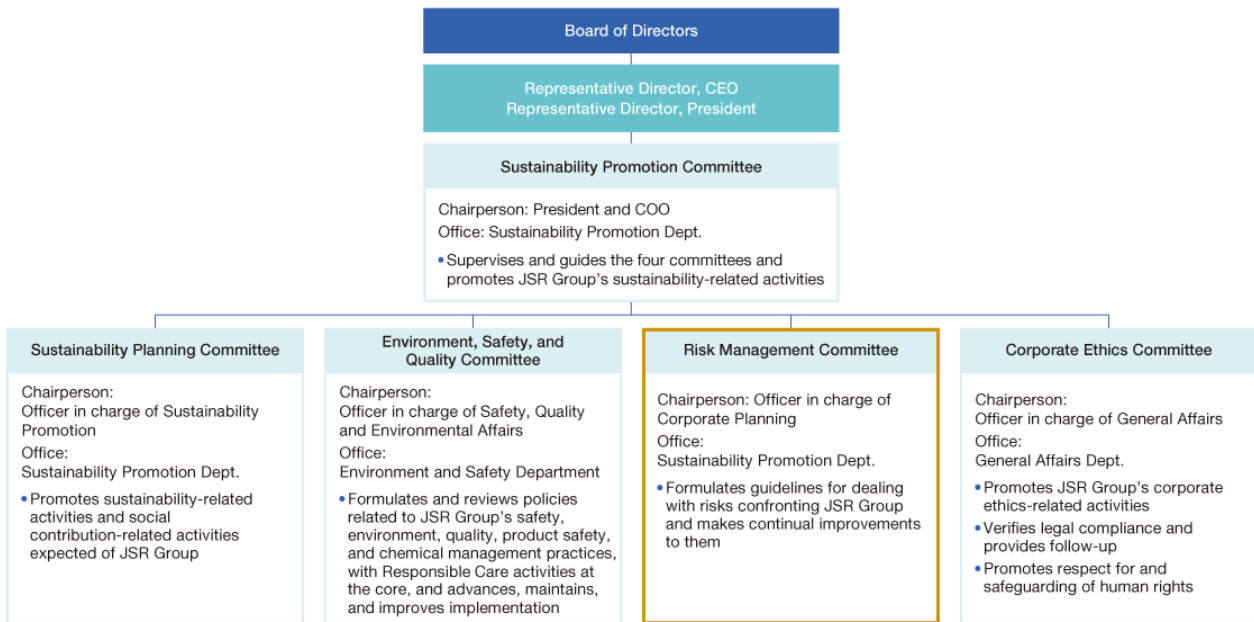 Board of Directors
Representative Director, CEO
Representative Director, President
Sustainability Promotion Committee
Chairperson: President and COO
Office: Sustainability Promotion Dept.
• Supervises and guides the four committees and
promotes JSR Group's sustainability-related activities
Sustainability Planning Committee
Chairperson:
Officer in charge of Sustainability
Promotion
Office:
Sustainability Promotion Dept.
• Promotes sustainability-related
activities and social
contribution-related activities
expected of JSR Group
Environment, Safety, and
Quality Committee
Chairperson:
Officer in charge of Safety, Quality
and Environmental Affairs
Office:
Environment and Safety Department
• Formulates and reviews policies
related to JSR Group's safety,
environment, quality, product safety,
and chemical management practices,
with Responsible Care activities at
the core, and advances, maintains,
and improves implementation
Risk Management Committee
Chairperson: Officer in charge of
Corporate Planning
Office:
Sustainability Promotion Dept.
• Formulates guidelines for dealing
with risks confronting JSR Group
and makes continual improvements
to them
Corporate Ethics Committee
Chairperson:
Officer in charge of General Affairs
Office:
General Affairs Dept.
• Promotes JSR Group's corporate
ethics-related activities
• Verifies legal compliance and
provides follow-up
• Promotes respect for and
safeguarding of human rights